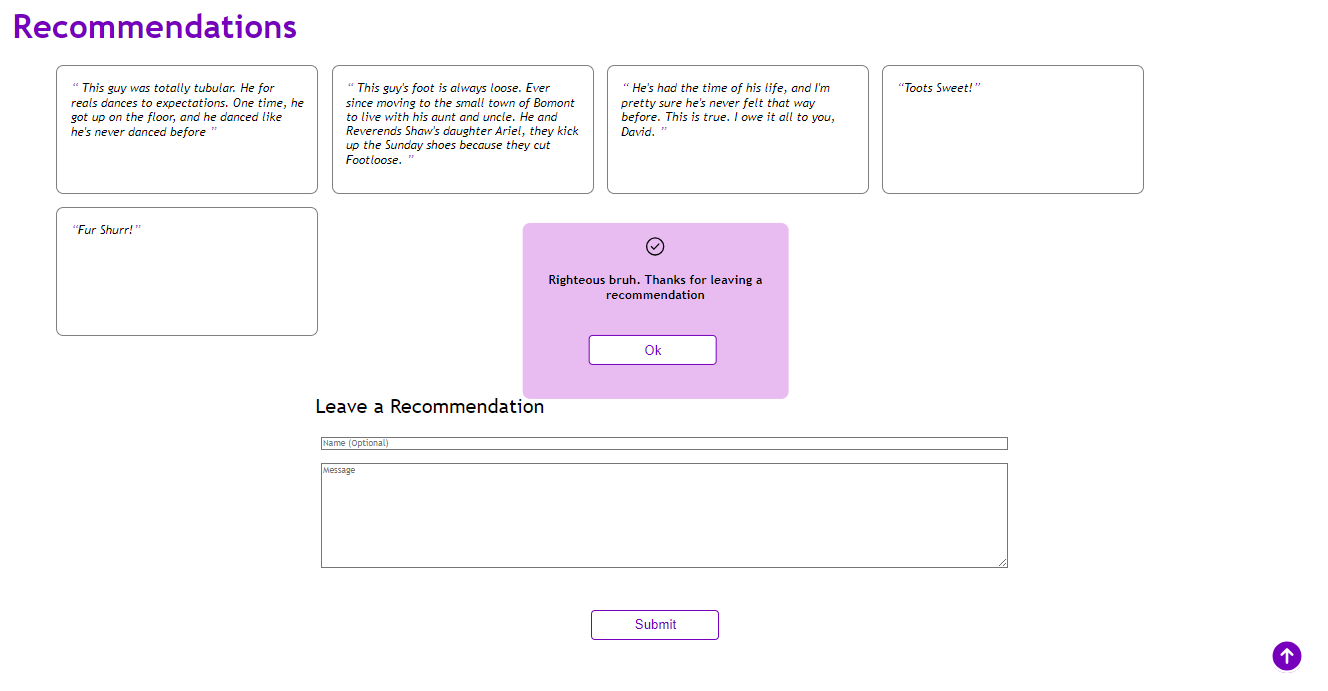 Recommendations
“ This guy was totally tubular. He for
reals dances to expectations. One time, he
got up on the floor, and he danced like
he's never danced before ”
“ This guy's foot is always loose. Ever
since moving to the small town of Bomont
to live with his aunt and uncle. He and
Reverends Shaw's daughter Ariel, they kick
up the Sunday shoes because they cut
Footloose. ”
“ He's had the time of his life, and I'm
pretty sure he's never felt that way
before. This is true. I owe it all to you,
David. ”
“Toots Sweet!”
“Fur Shurr!”
Righteous bruh. Thanks for leaving a
recommendation
Ok
Leave a Recommendation
Name (Optional)
Message
Submit